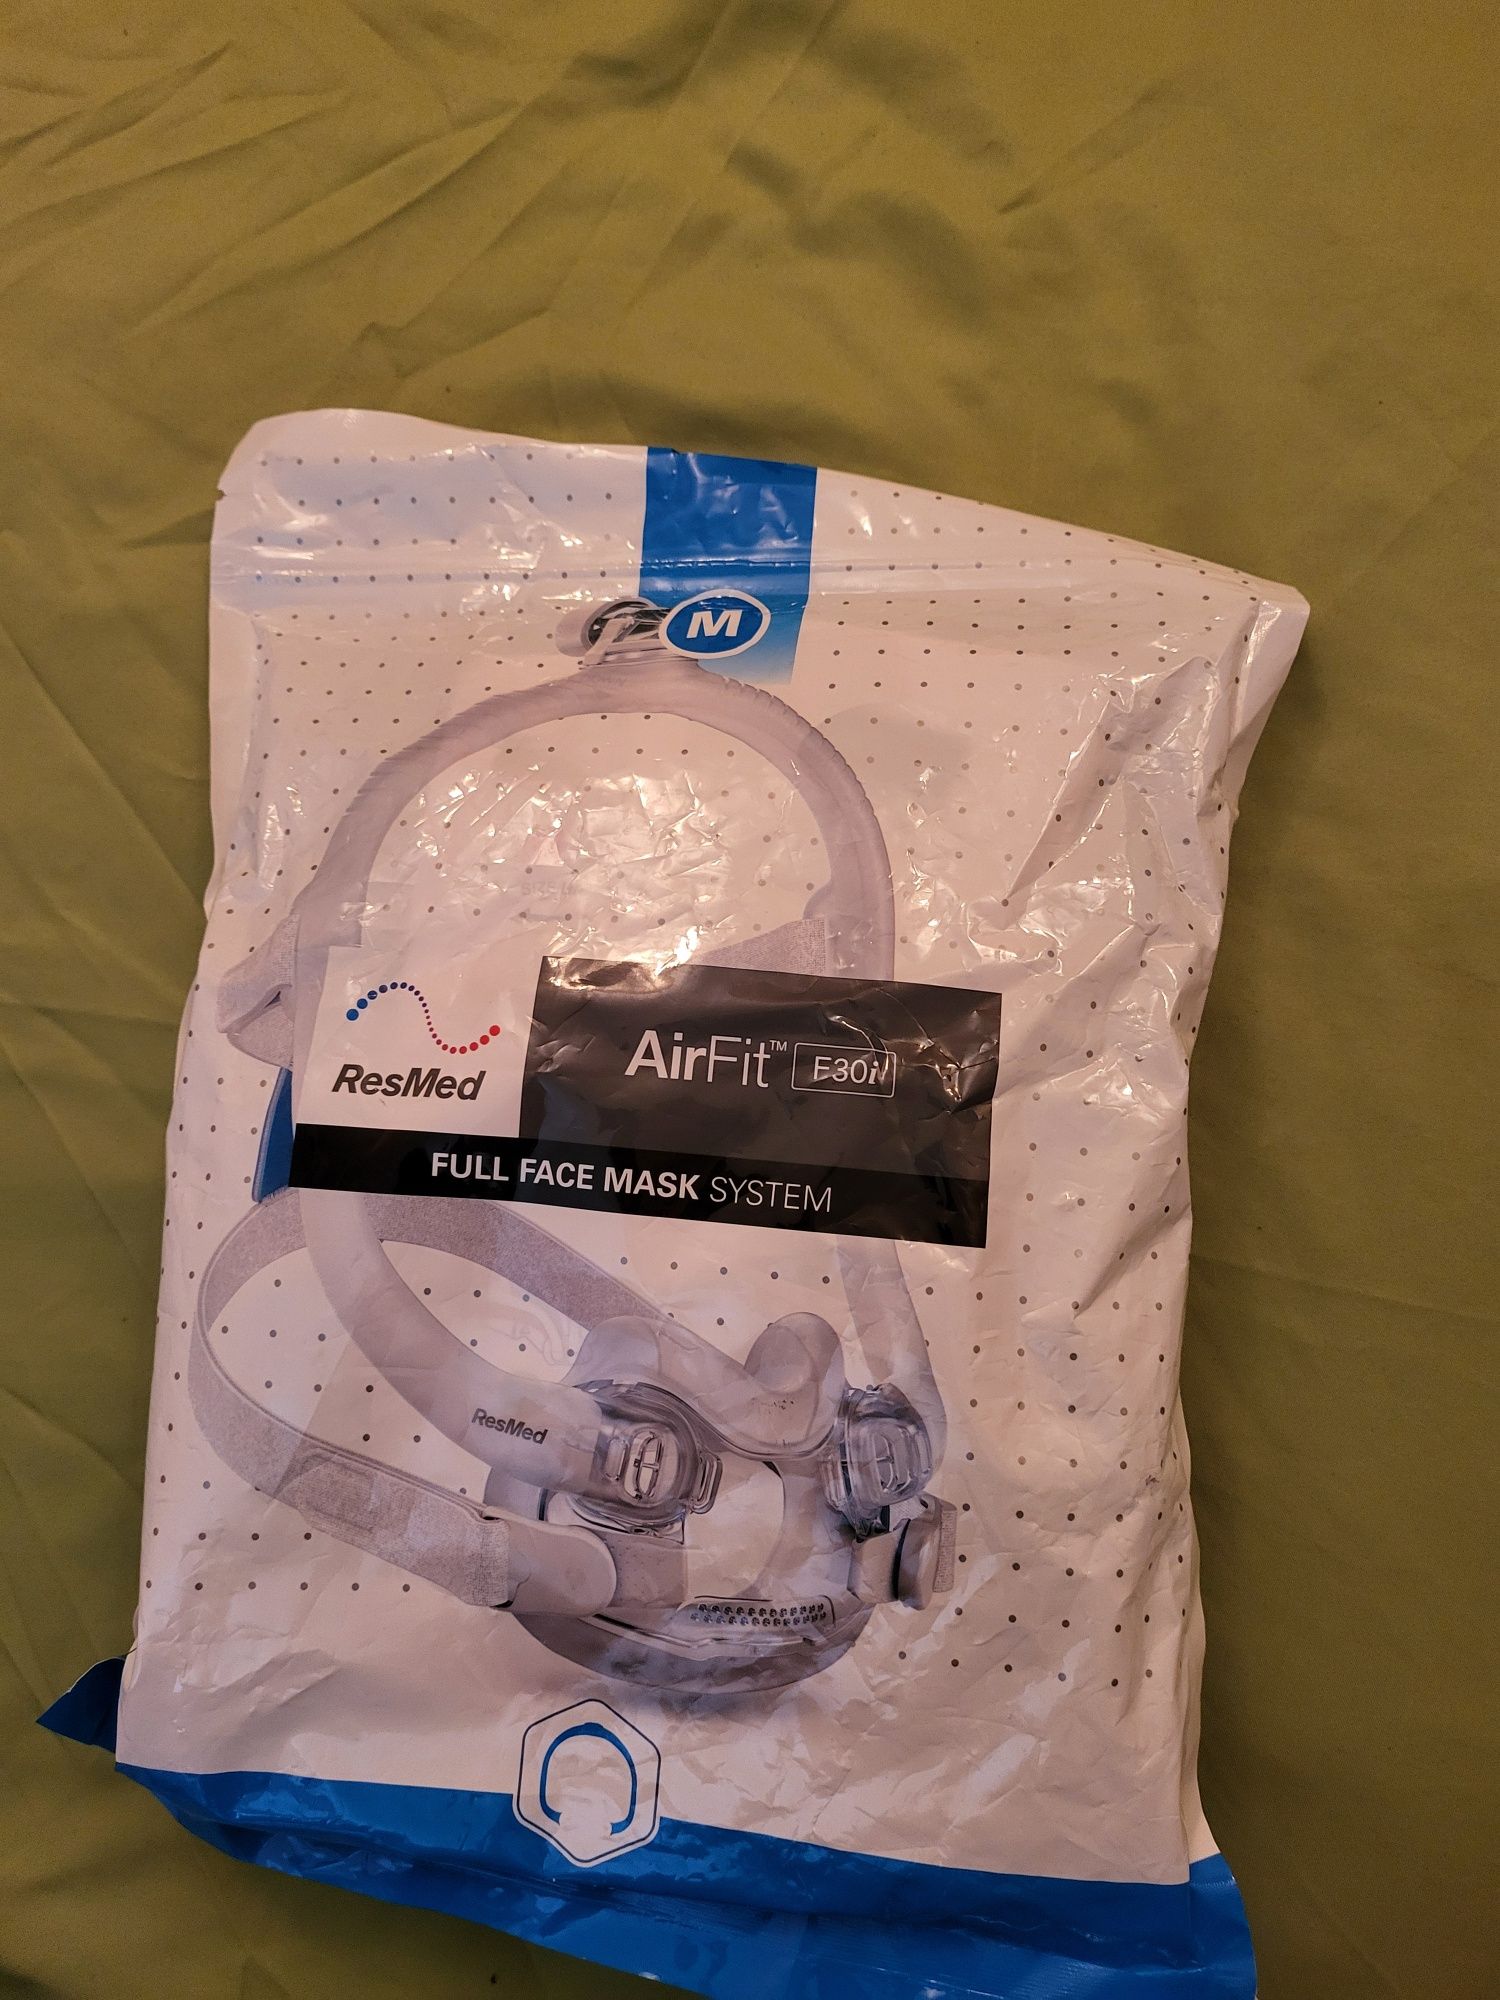 M
ResMed
AirFit™ F30i
FULL FACE MASK SYSTEM
ResMed